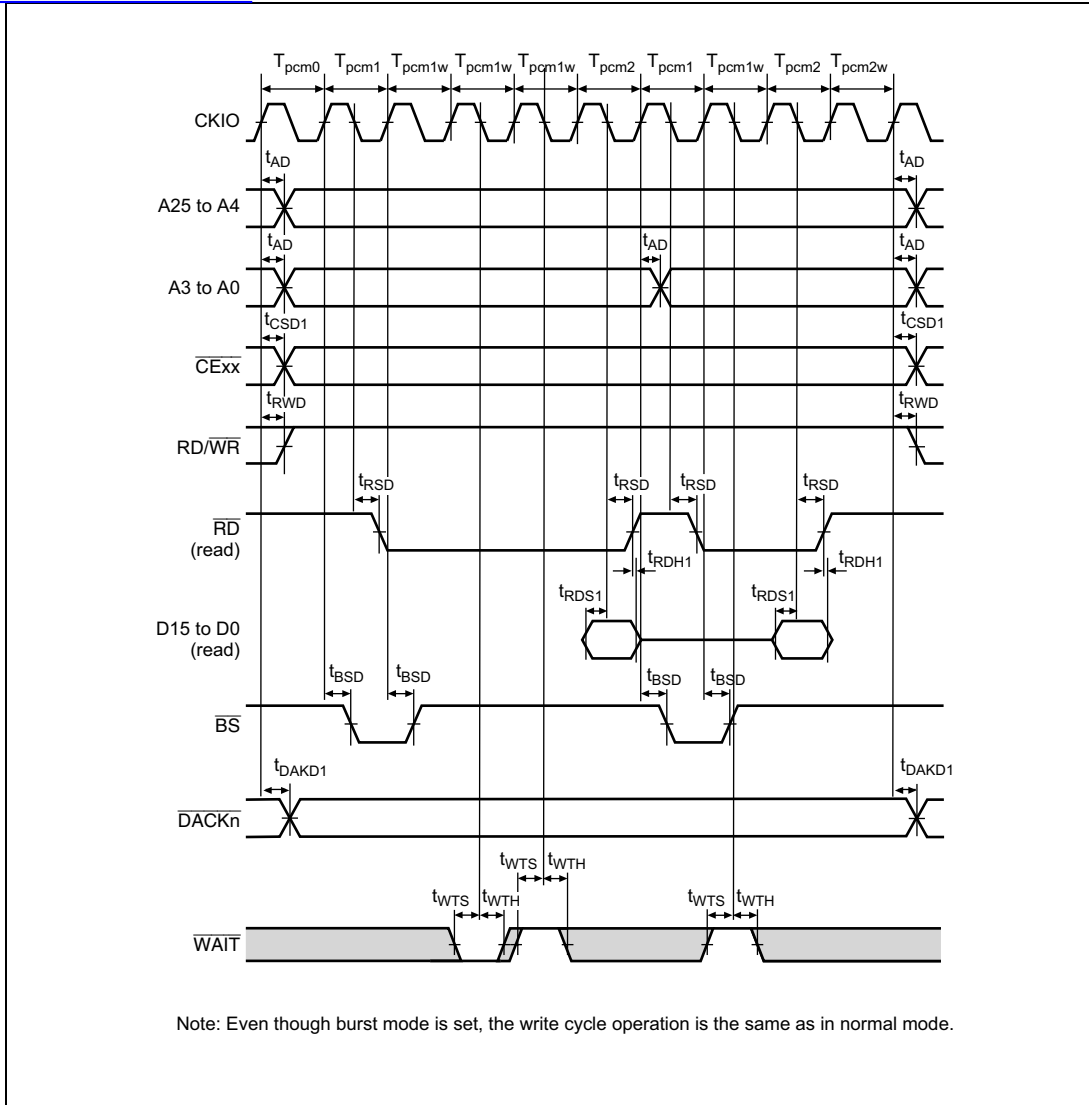 Tpcm0 Tpcm1 Tpcm1w Tpcm1w Tpcm1w Tpcm2 Tpcm1 Tpcm1w Tpcm2 Tpcm2w
CKIO
tAD tAD
A25 to A4
tAD tAD tAD
A3 to A0
tCSD1 tCSD1
CExx
tRWD tRWD
RD/WR
tRSD tRSD tRSD tRSD
RD
(read)
tRDH1 tRDH1
tRDS1 tRDS1
D15 to D0
(read)
tBSD tBSD tBSD tBSD
BS
tDAKD1 tDAKD1
DACKn
tWTS tWTH
tWTS tWTH tWTS tWTH
WAIT
Note: Even though burst mode is set, the write cycle operation is the same as in normal mode.